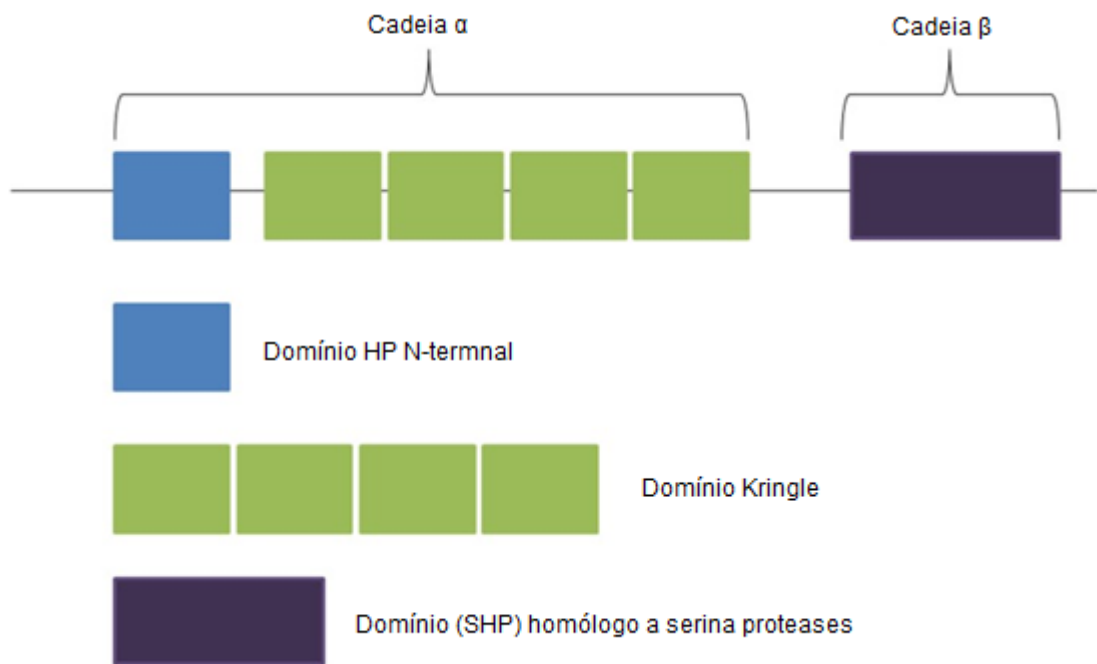 Cadeia α
Cadeia β
Domínio HP N-termnal
Domínio Kringle
Domínio (SHP) homólogo a serina proteases